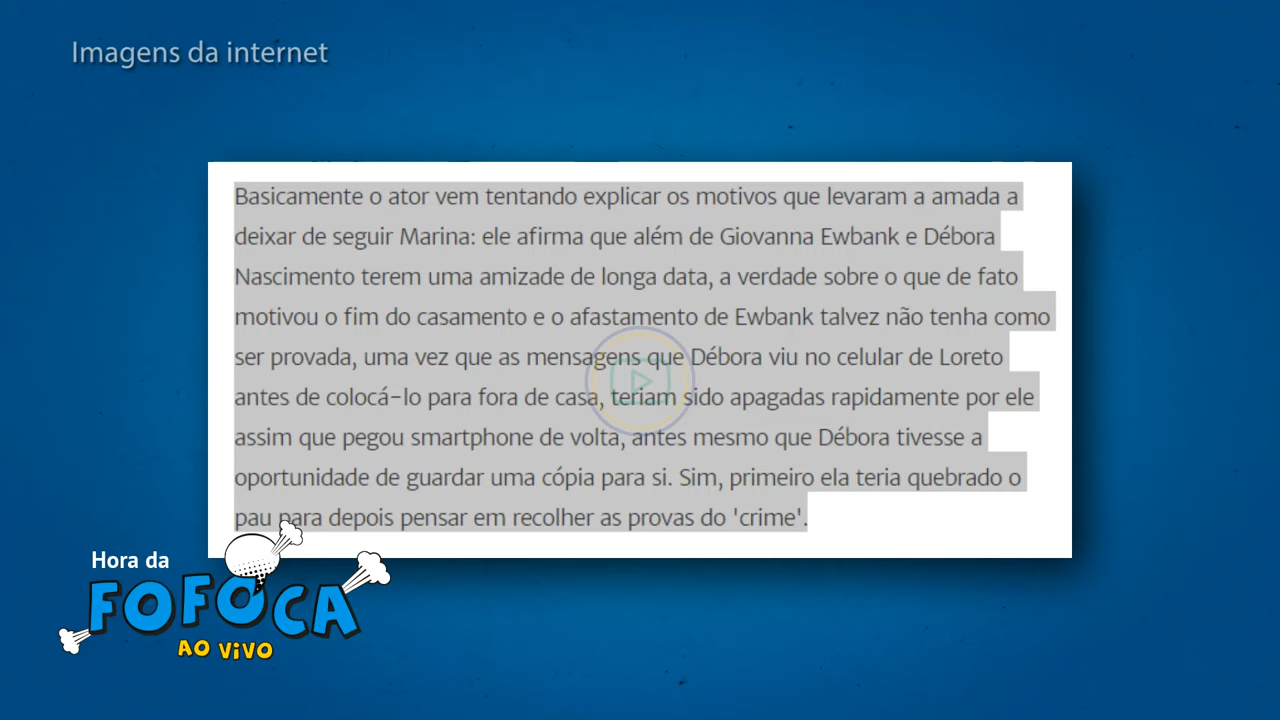 Imagens da internet
Basicamente o ator vem tentando explicar os motivos que levaram a amada a
deixar de seguir Marina: ele afirma que além de Giovanna Ewbank e Débora
Nascimento terem uma amizade de longa data, a verdade sobre o que de fato
motivou o fim do casamento e o afastamento de Ewbank talvez não tenha como
ser provada, uma vez que as mensagens que Débora viu no celular de Loreto
antes de colocá-lo para fora de casa, teriam sido apagadas rapidamente por ele
assim que pegou smartphone de volta, antes mesmo que Débora tivesse a
oportunidade de guardar uma cópia para si. Sim, primeiro ela teria quebrado o
pau para depois pensar em recolher as provas do 'crime'.
Hora da
FOFOCA
AO ViVO